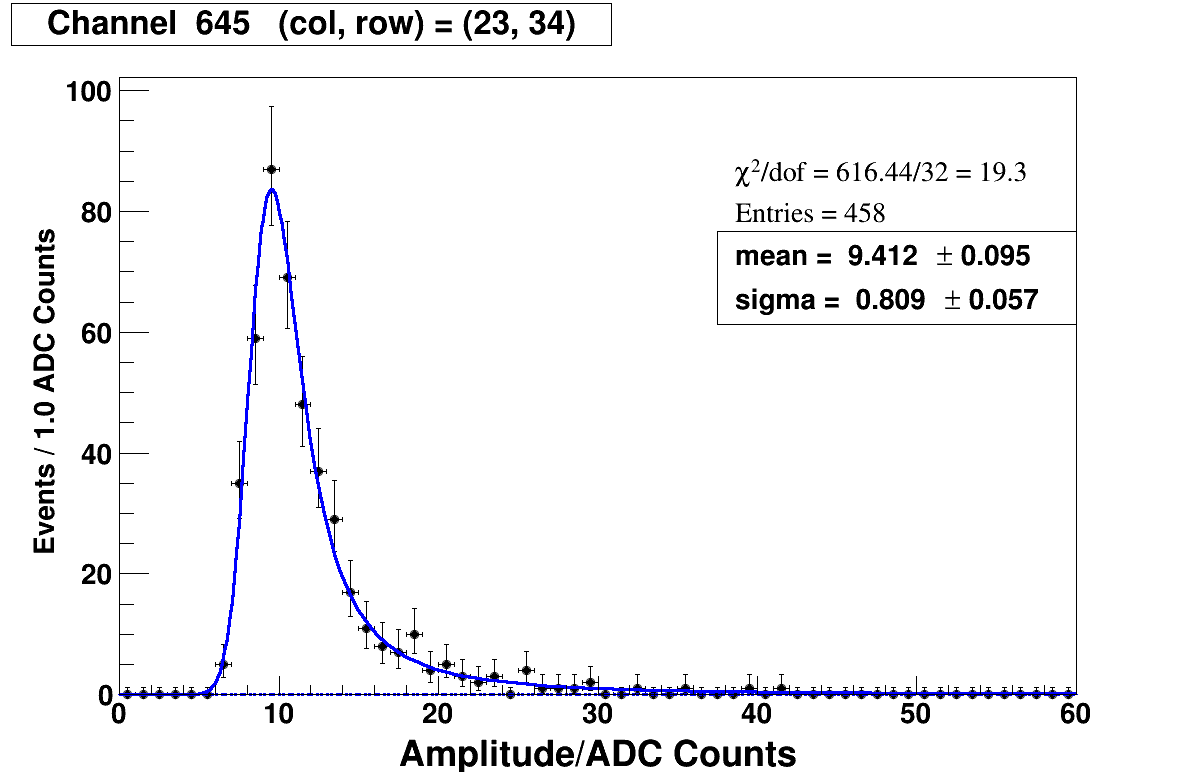 Channel 645 (col, row) = (23, 34)
100
80
60
40
20
0
Events / 1.0 ADC Counts
χ²/dof = 616.44/32 = 19.3
Entries = 458
mean = 9.412 ± 0.095
sigma = 0.809 ± 0.057
0 10 20 30 40 50 60
Amplitude/ADC Counts